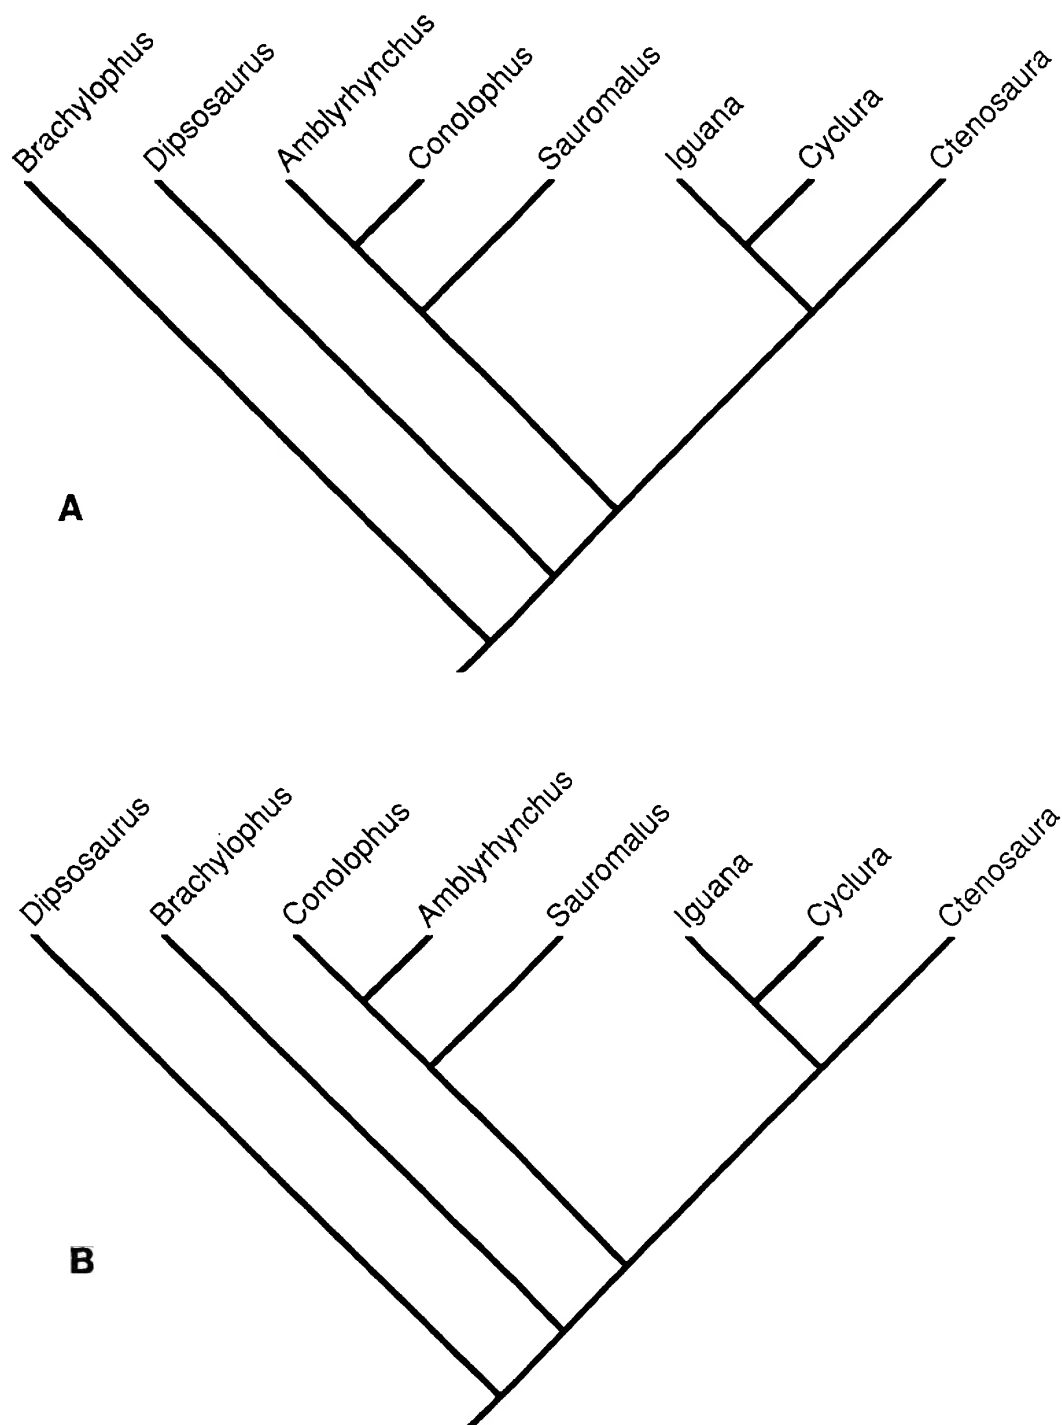 Brachylophus
Dipsosaurus
Amblyrhynchus
Conolophus
Sauromalus
Iguana
Cyclura
Ctenosaura
A
Dipsosaurus
Brachylophus
Conolophus
Amblyrhynchus
Sauromalus
Iguana
Cyclura
Ctenosaura
B